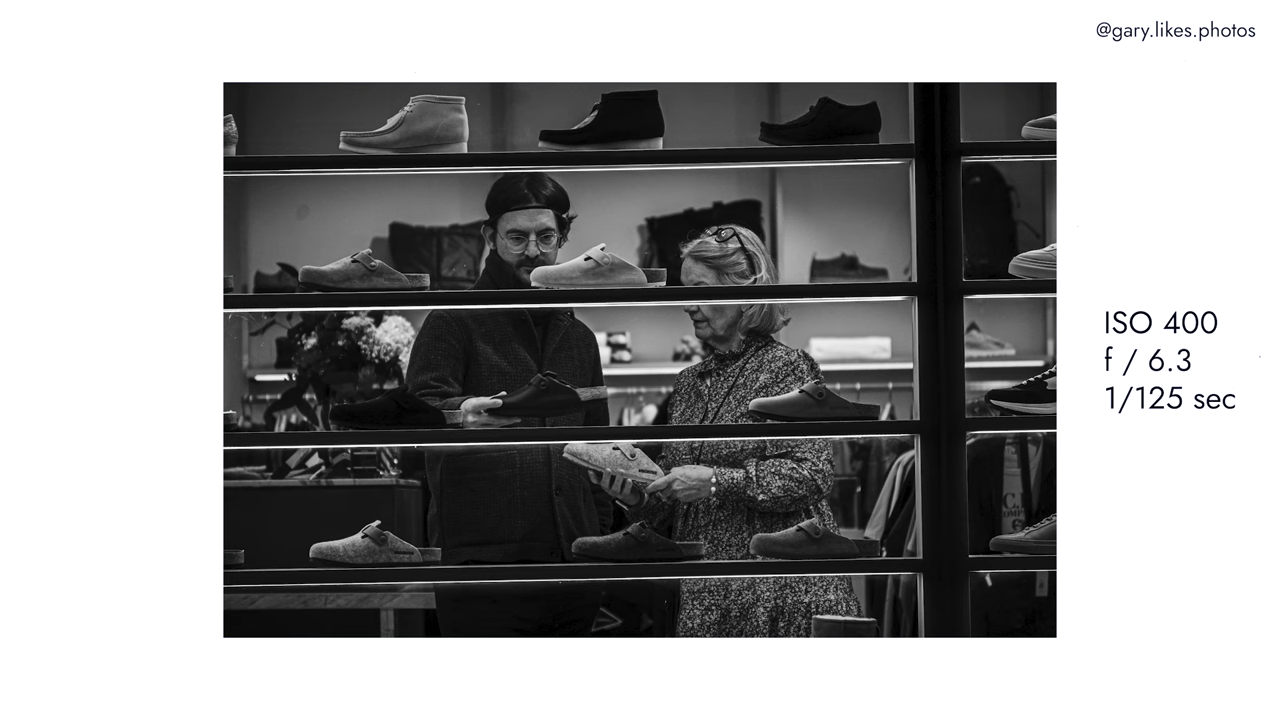 @gary.likes.photos
ISO 400
f / 6.3
1/125 sec
C.P.